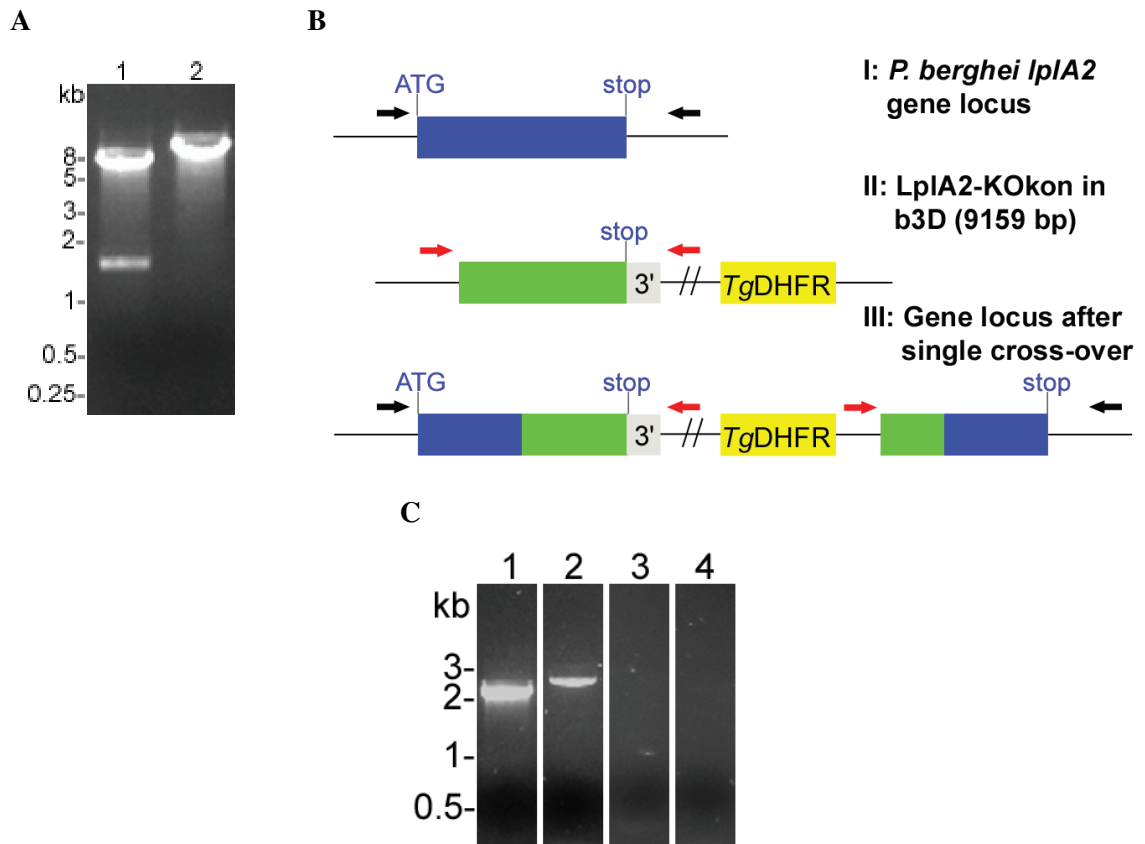 A
1 2
kb
8-
5-
3-
2-
1-
0.5-
0.25-
B
ATG stop
I: P. berghei lplA2
gene locus
II: LplA2-KOkon in
b3D (9159 bp)
stop
3' // TgDHFR
III: Gene locus after
single cross-over
ATG stop stop
3' // TgDHFR
C
1 2 3 4
kb
3-
2-
1-
0.5-